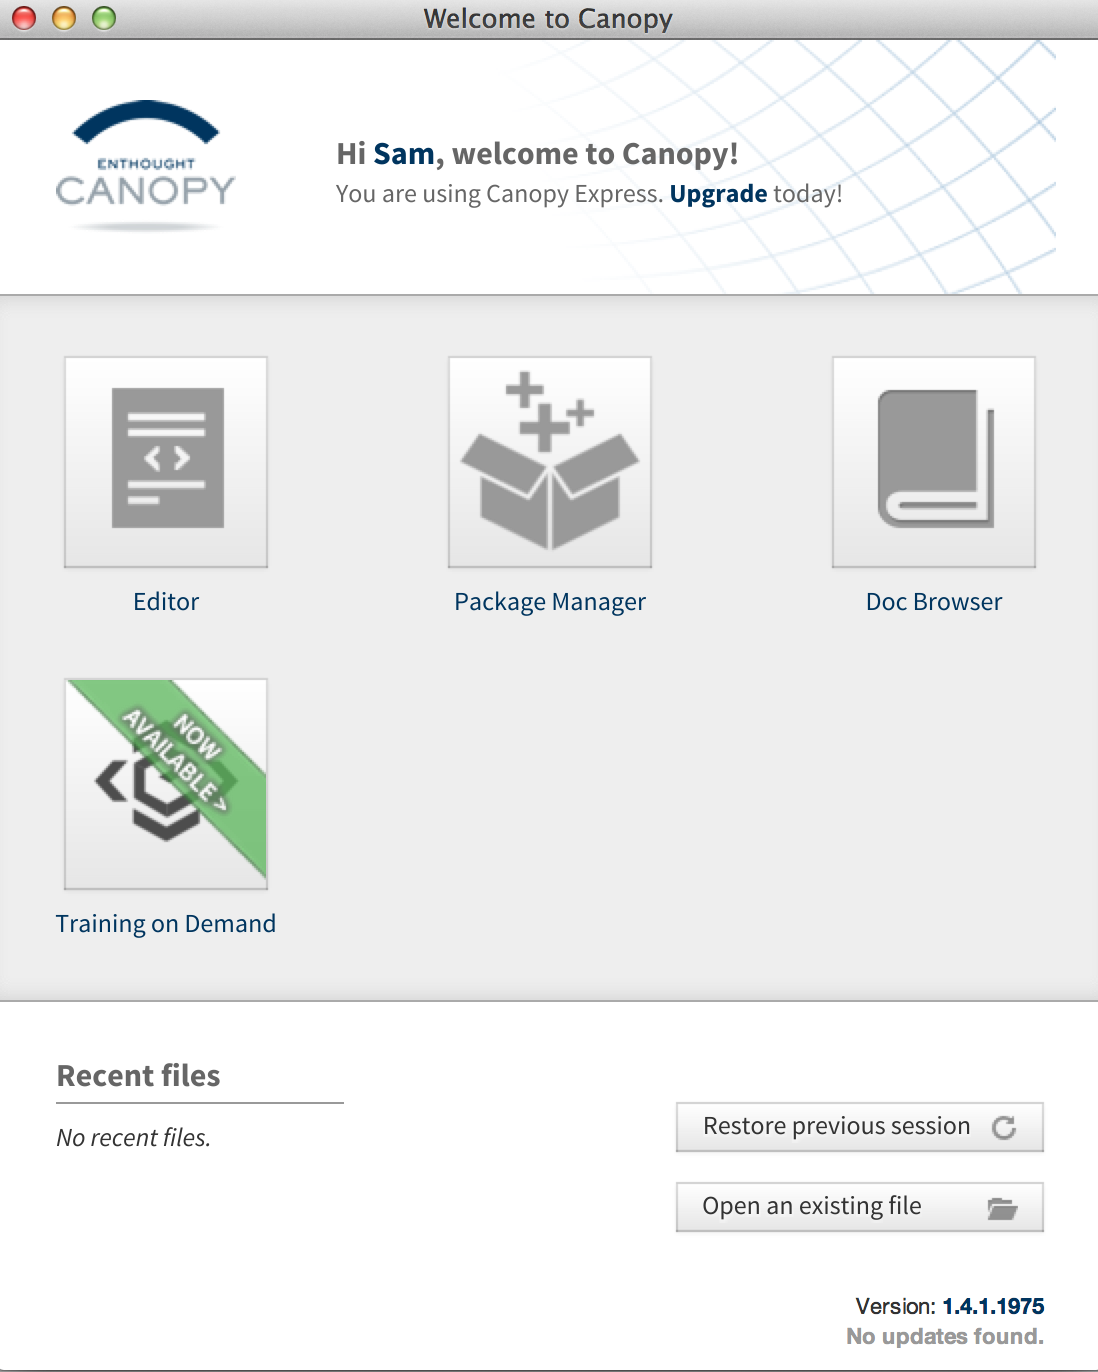 Welcome to Canopy
ENTHOUGHT
CANOPY
Hi Sam, welcome to Canopy!
You are using Canopy Express. Upgrade today!
Editor
Package Manager
Doc Browser
NOW
AVAILABLE>
Training on Demand
Recent files
No recent files.
Restore previous session
Open an existing file
Version: 1.4.1.1975
No updates found.